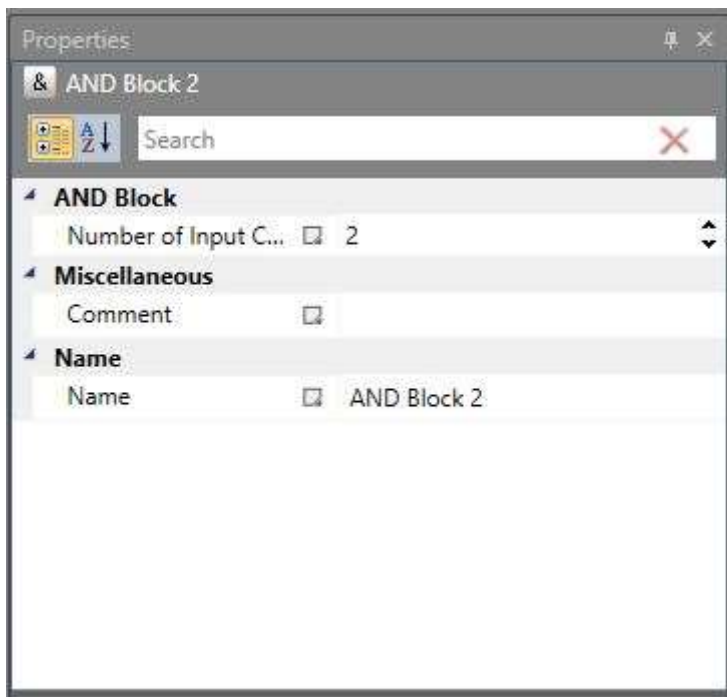 Properties
& AND Block 2
A Z Search
AND Block
Number of Input C... 2
Miscellaneous
Comment
Name
Name AND Block 2